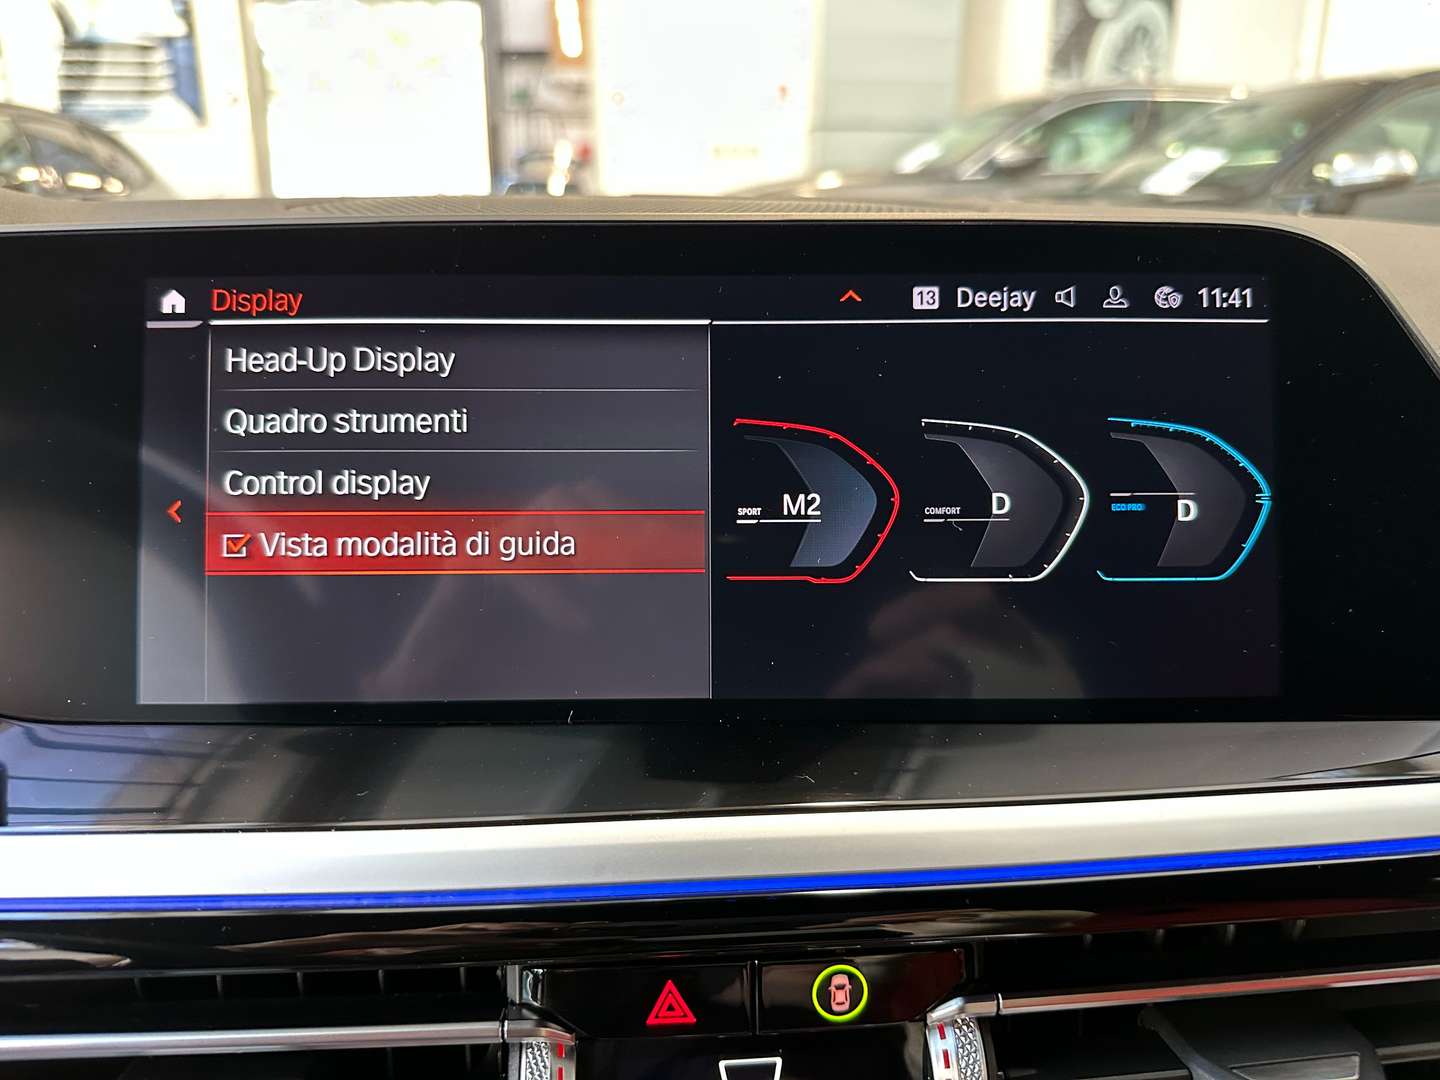 Display 13 Deejay 11:41
Head-Up Display
Quadro strumenti
Control display
Vista modalità di guida
SPORT M2
COMFORT D
ECO PRO D